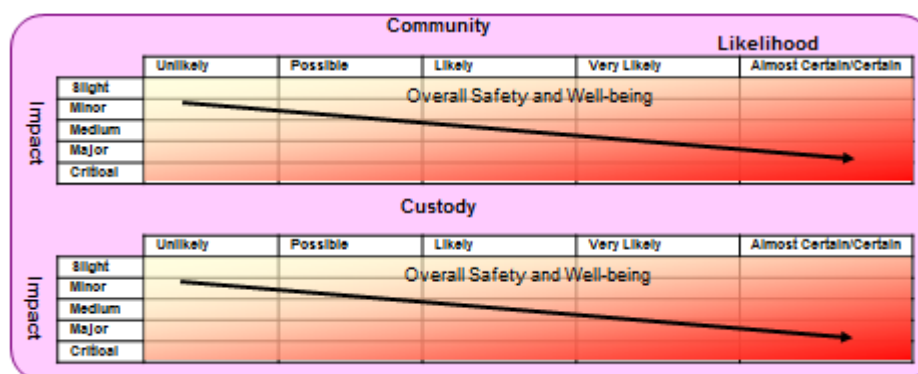 Community
Likelihood
Unlikely Possible Likely Very Likely Almost Certain/Certain
Impact
Slight
Overall Safety and Well-being
Minor
Medium
Major
Critical
Custody
Unlikely Possible Likely Very Likely Almost Certain/Certain
Impact
Slight
Overall Safety and Well-being
Minor
Medium
Major
Critical